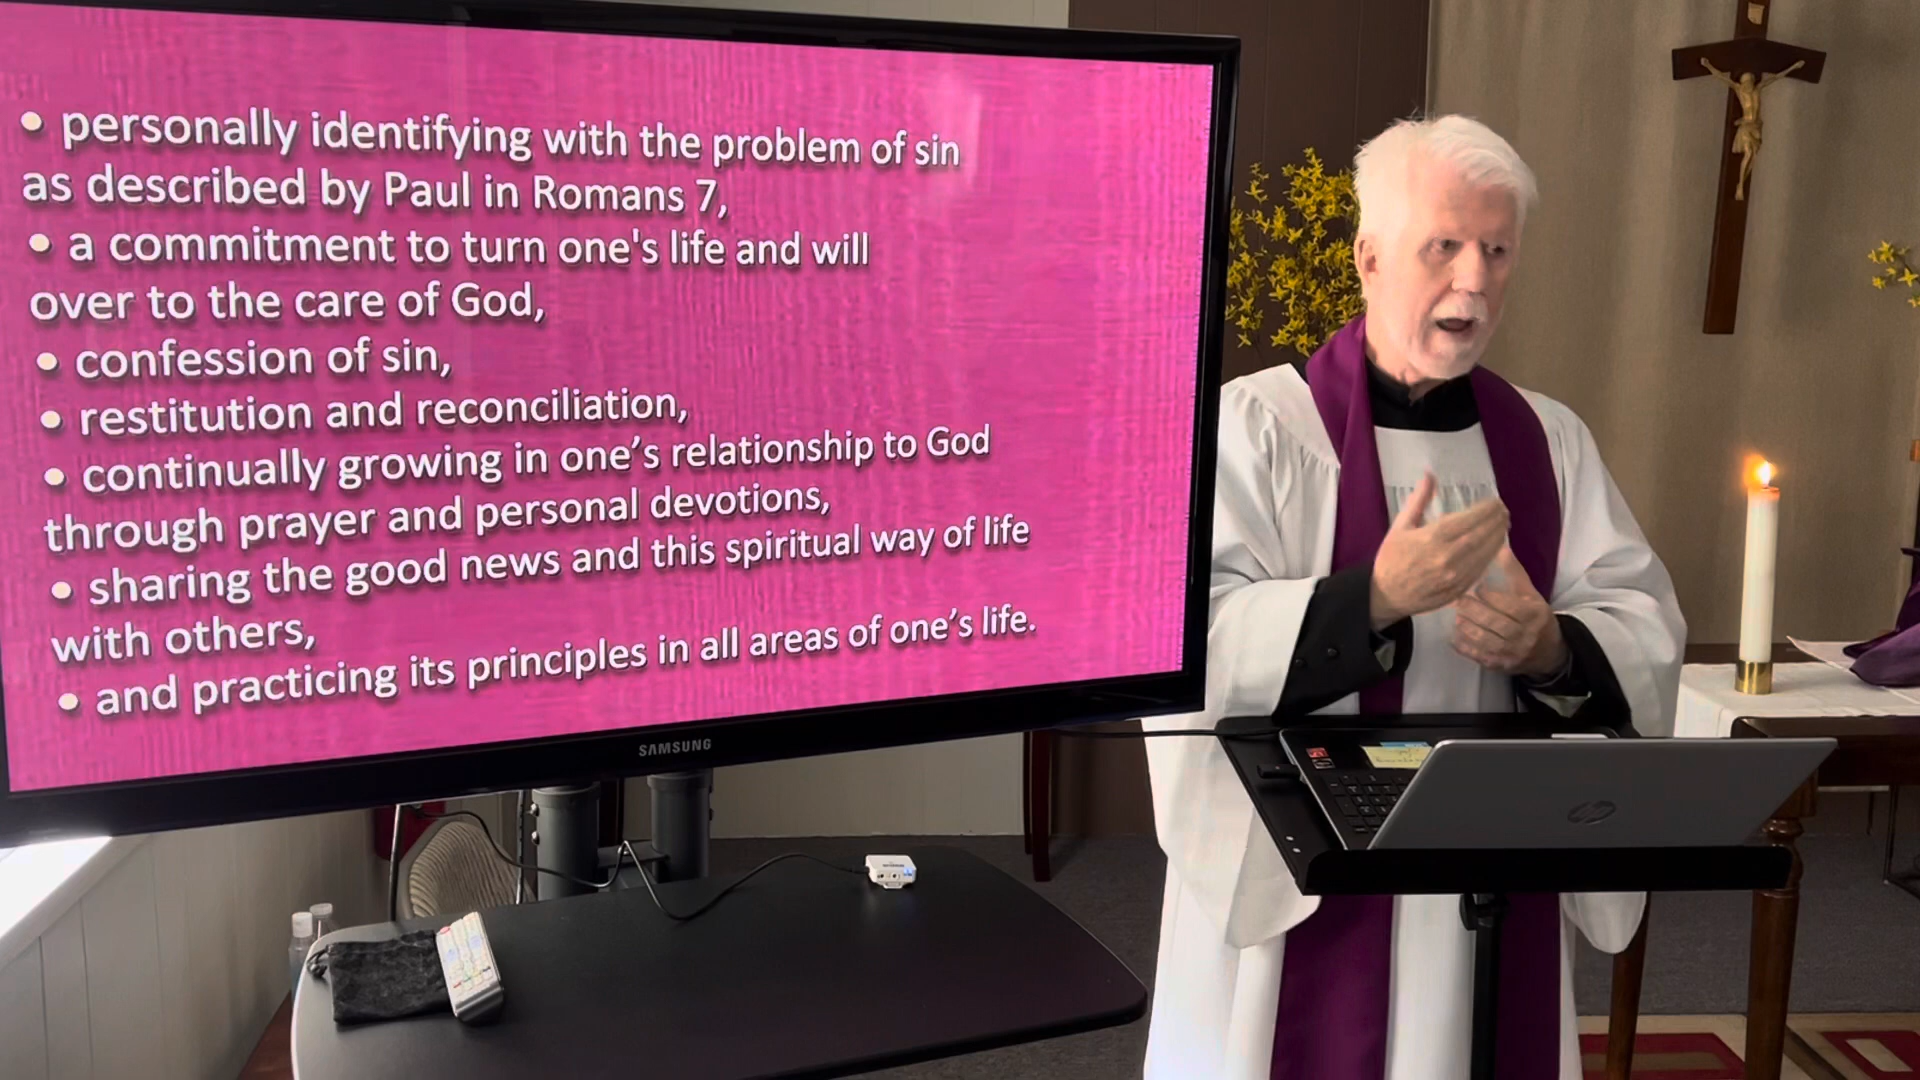 • personally identifying with the problem of sin
as described by Paul in Romans 7,
• a commitment to turn one's life and will
over to the care of God,
• confession of sin,
• restitution and reconciliation,
• continually growing in one’s relationship to God
through prayer and personal devotions,
• sharing the good news and this spiritual way of life
with others,
• and practicing its principles in all areas of one’s life.
SAMSUNG
hp